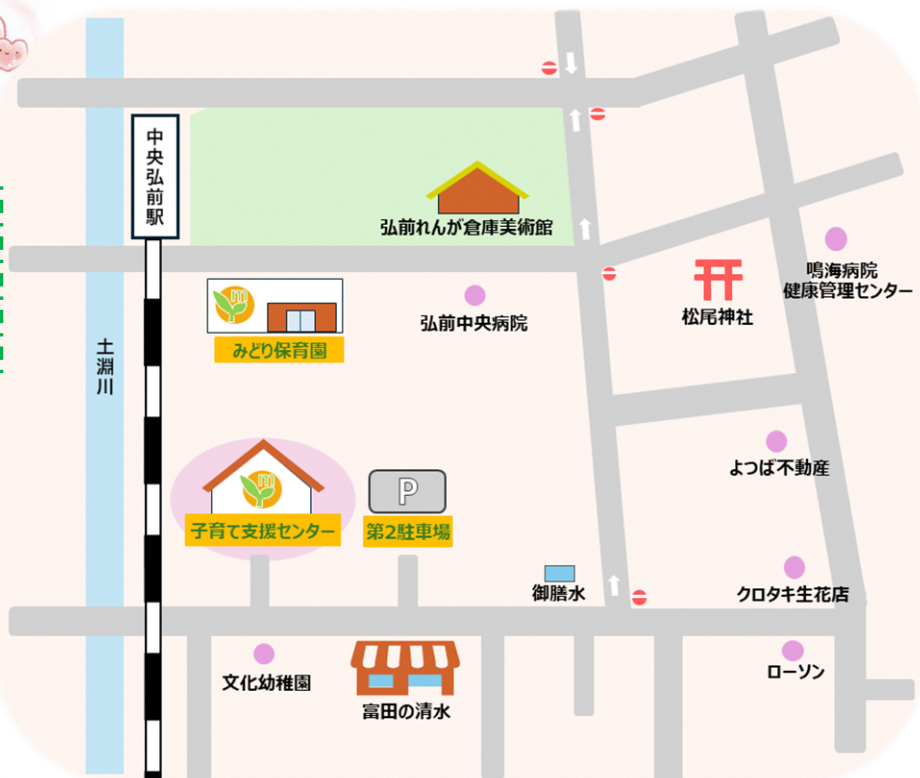 中央弘前駅
弘前れんが倉庫美術館
鳴海病院
健康管理センター
松尾神社
弘前中央病院
m
みどり保育園
土淵川
よつば不動産
m
P
子育て支援センター
第2駐車場
御膳水
クロタキ生花店
文化幼稚園
富田の清水
ローソン